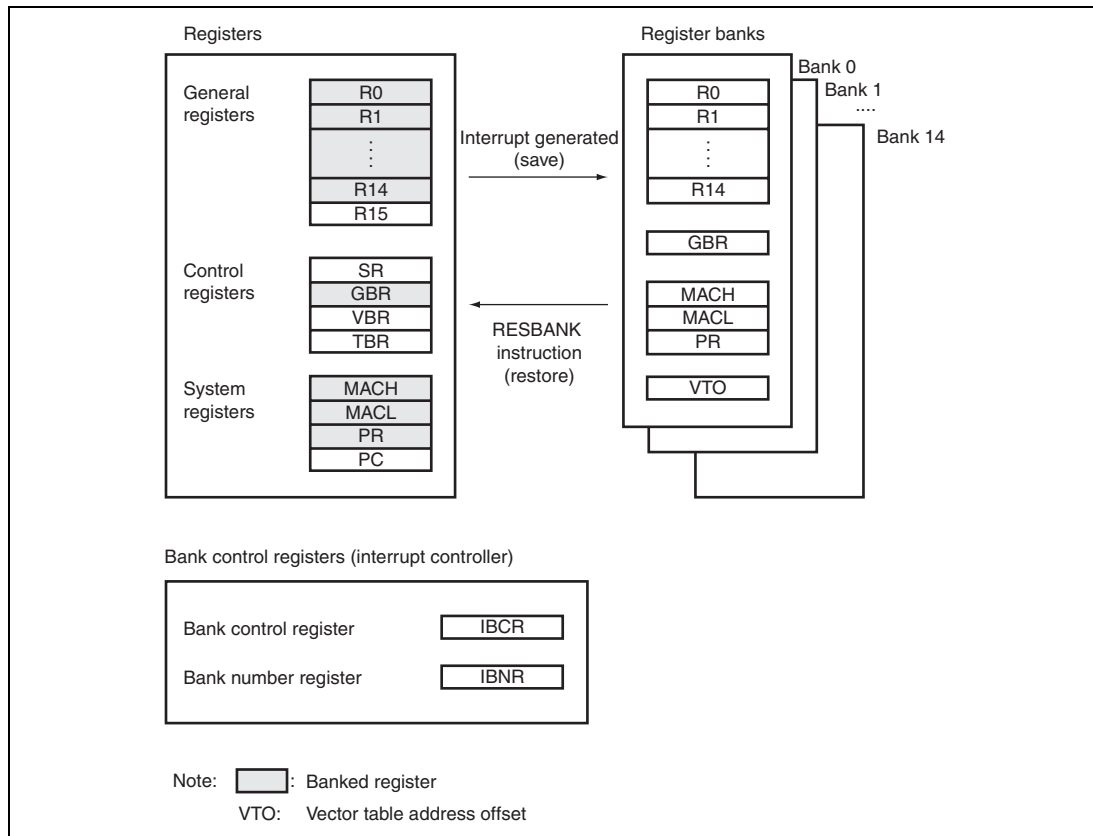 Registers
General
registers
R0
R1
R14
R15
Control
registers
SR
GBR
VBR
TBR
System
registers
MACH
MACL
PR
PC
Interrupt generated
(save)
RESBANK
instruction
(restore)
Register banks
Bank 0
Bank 1
....
Bank 14
R0
R1
R14
GBR
MACH
MACL
PR
VTO
Bank control registers (interrupt controller)
Bank control register
IBCR
Bank number register
IBNR
Note: : Banked register
VTO: Vector table address offset